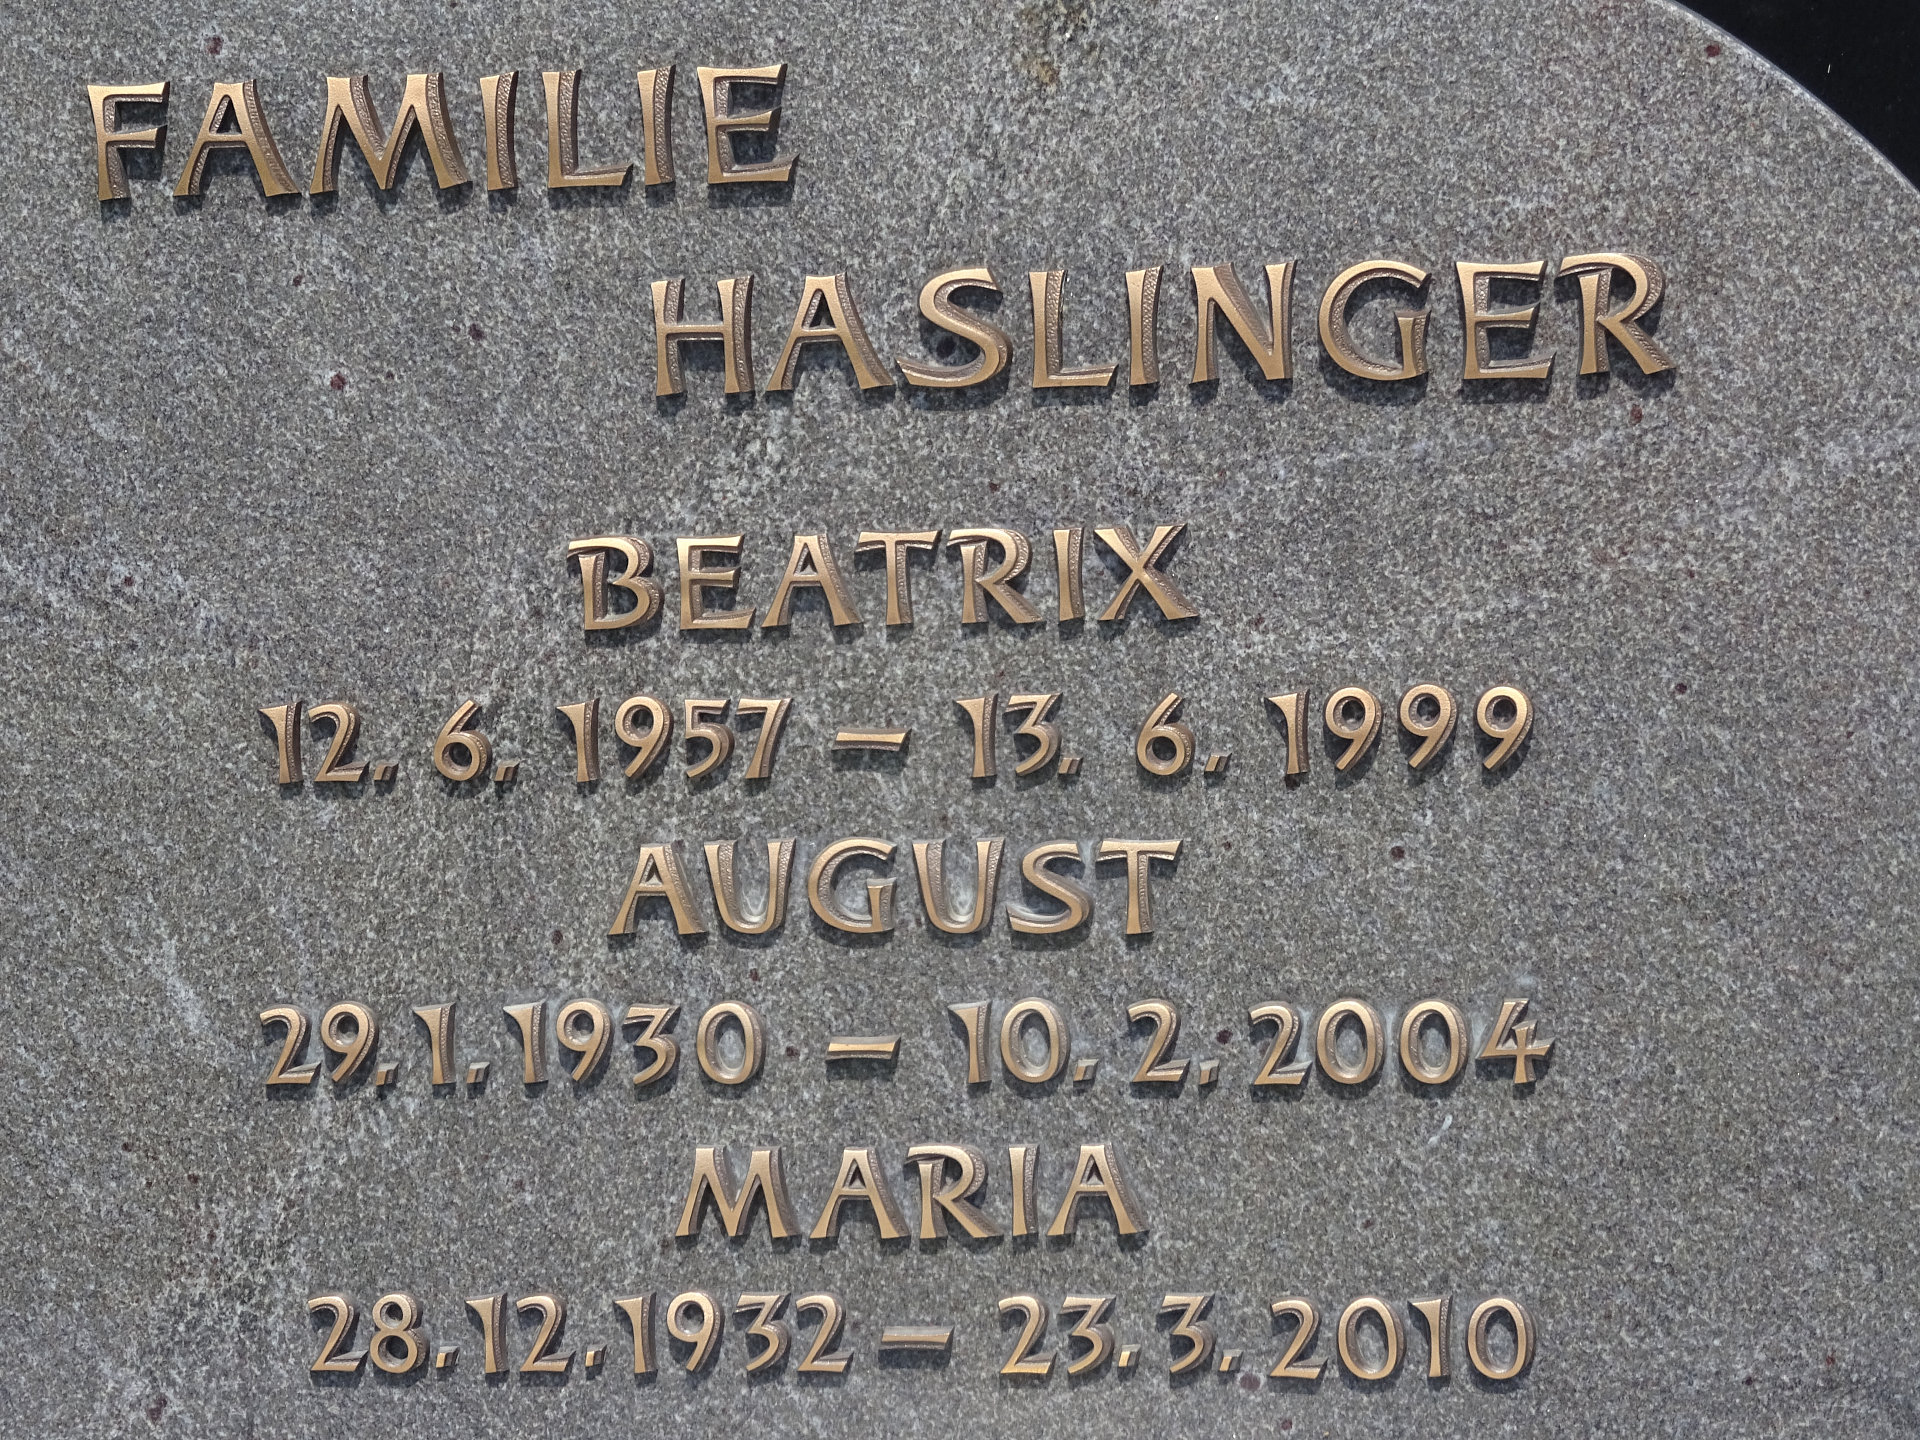 FAMILIE
HASLINGER
BEATRIX
12. 6. 1957 – 13. 6. 1999
AUGUST
29. 1. 1930 – 10. 2. 2004
MARIA
28. 12. 1932 – 23. 3. 2010